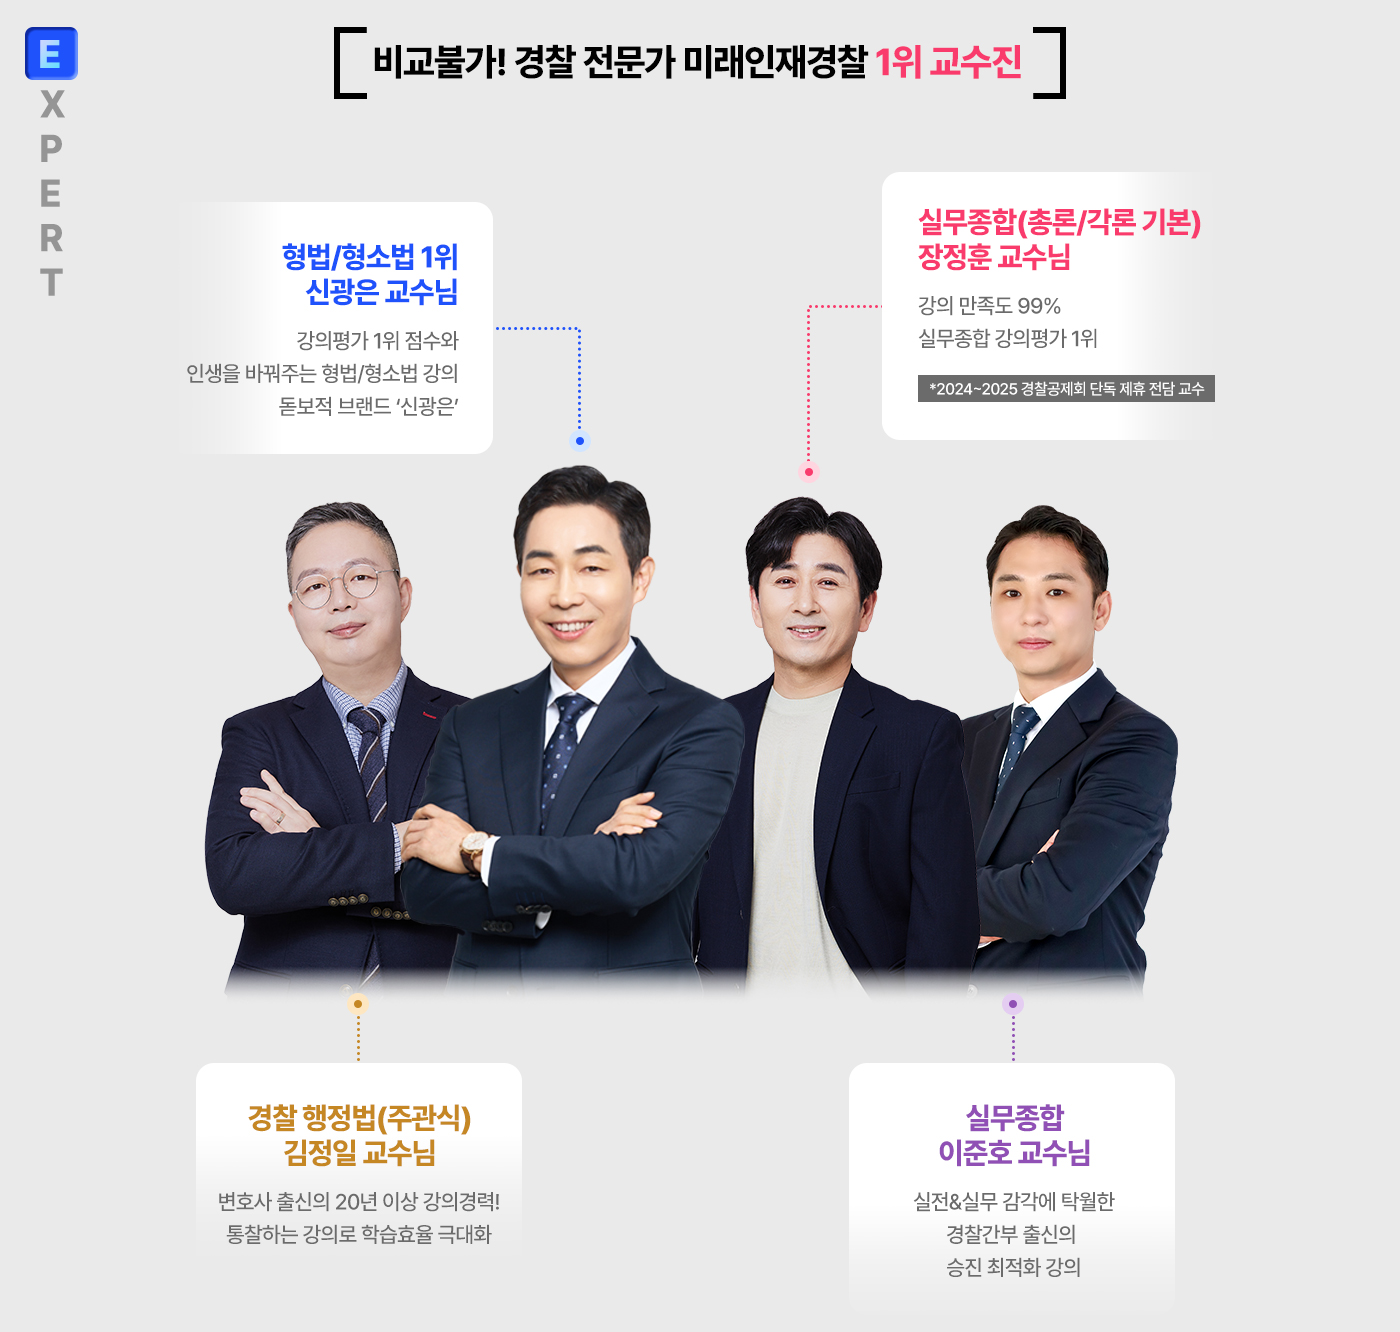 EXPERT
비교불가! 경찰 전문가 미래인재경찰 1위 교수진
형법/형소법 1위
신광은 교수님
강의평가 1위 점수와
인생을 바꿔주는 형법/형소법 강의
돋보적 브랜드 ‘신광은’
실무종합(총론/각론 기본)
장정훈 교수님
강의 만족도 99%
실무종합 강의평가 1위
*2024~2025 경찰공제회 단독 제휴 전담 교수
경찰 행정법(주관식)
김정일 교수님
변호사 출신의 20년 이상 강의경력!
통찰하는 강의로 학습효율 극대화
실무종합
이준호 교수님
실전&실무 감각에 탁월한
경찰간부 출신의
승진 최적화 강의